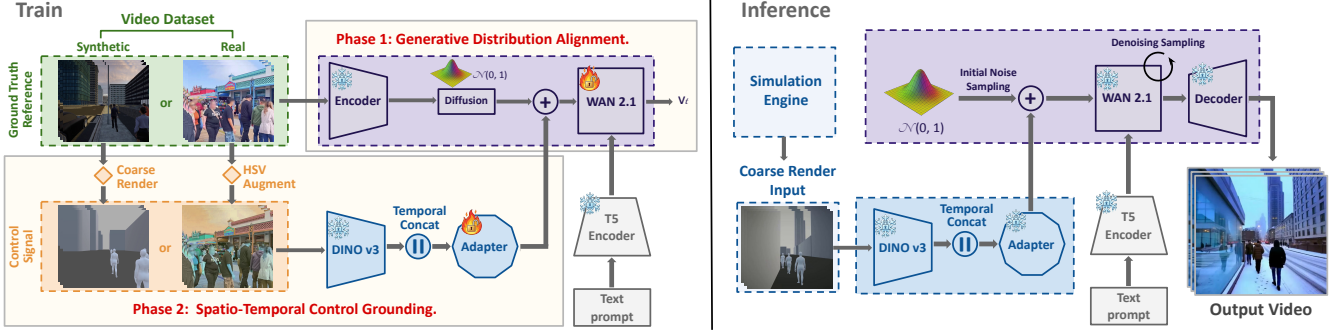 Train
Video Dataset
Synthetic
Real
Ground Truth
Reference
or
Phase 1: Generative Distribution Alignment.
Encoder
𝒩(0, 1)
Diffusion
+
WAN 2.1
Vₜ
Coarse
Render
HSV
Augment
Control
Signal
or
DINO v3
Temporal
Concat
Adapter
T5
Encoder
Text
prompt
Phase 2: Spatio-Temporal Control Grounding.
Inference
Simulation
Engine
Coarse Render
Input
𝒩(0, 1)
Initial Noise
Sampling
+
Denoising Sampling
WAN 2.1
Decoder
DINO v3
Temporal
Concat
Adapter
T5
Encoder
Text
prompt
Output Video